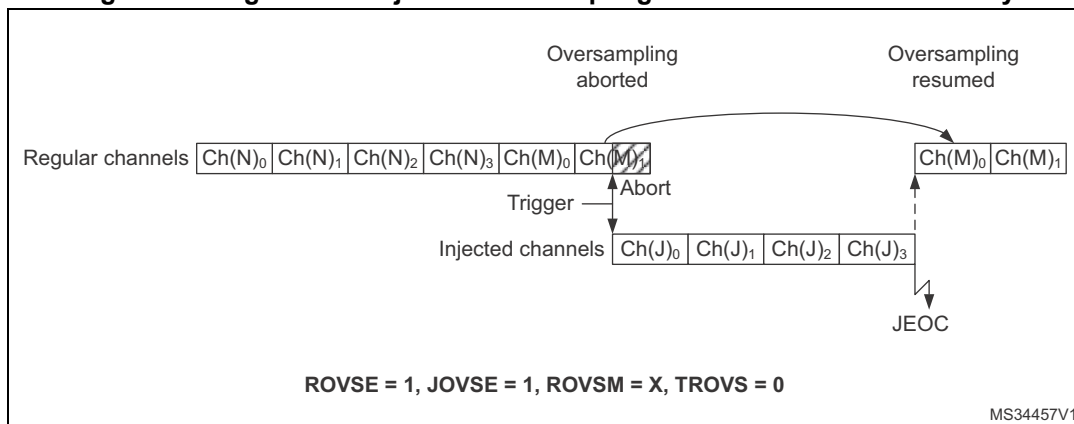 Oversampling aborted
Oversampling resumed
Regular channels Ch(N)₀ Ch(N)₁ Ch(N)₂ Ch(N)₃ Ch(M)₀ Ch(M)₁ Ch(M)₀ Ch(M)₁
Abort
Trigger
Injected channels Ch(J)₀ Ch(J)₁ Ch(J)₂ Ch(J)₃
JEOC
ROVSE = 1, JOVSE = 1, ROVSM = X, TROVS = 0
MS34457V1